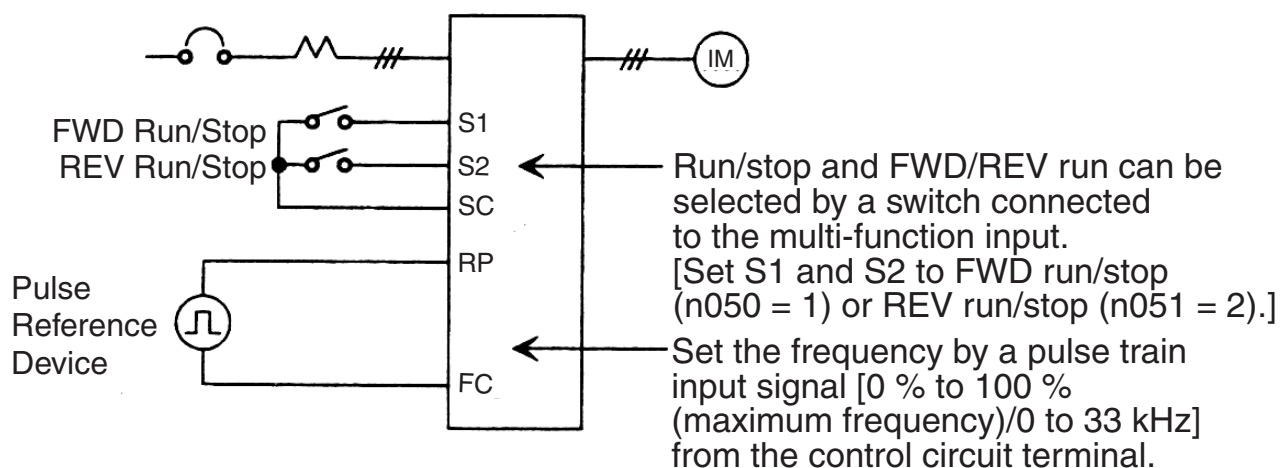 IM
FWD Run/Stop
REV Run/Stop
S1
S2
SC
RP
FC
Run/stop and FWD/REV run can be
selected by a switch connected
to the multi-function input.
[Set S1 and S2 to FWD run/stop
(n050 = 1) or REV run/stop (n051 = 2).]
Pulse
Reference
Device
Set the frequency by a pulse train
input signal [0 % to 100 %
(maximum frequency)/0 to 33 kHz]
from the control circuit terminal.